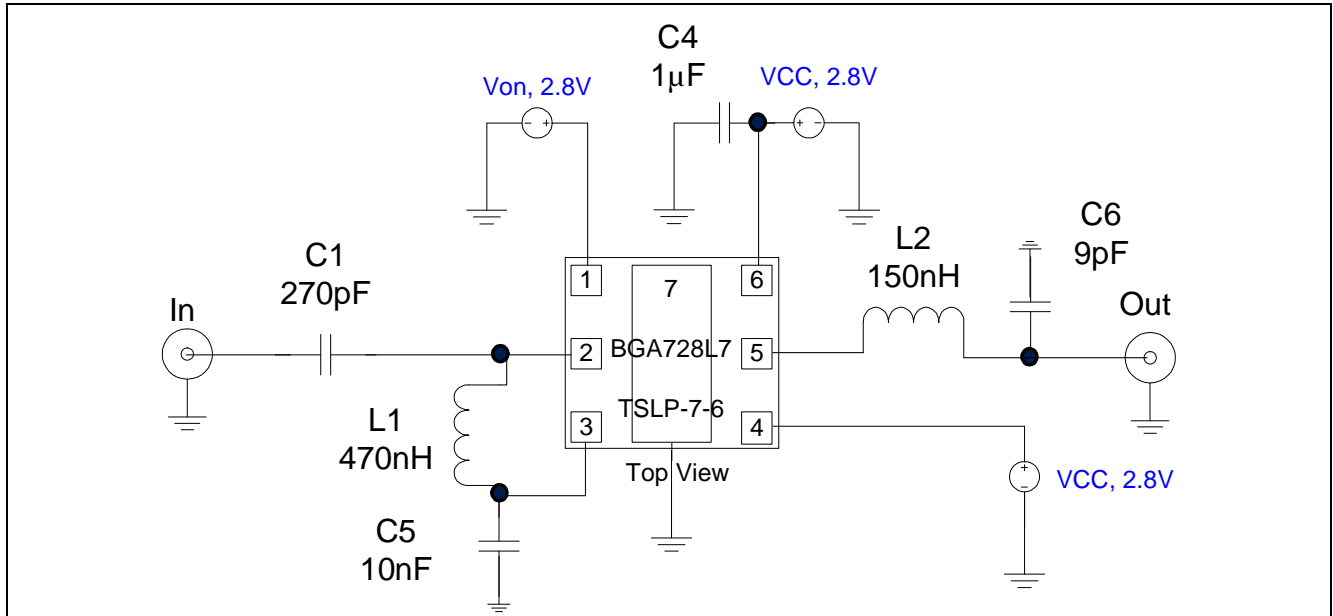 C4
1μF
Von, 2.8V
VCC, 2.8V
C1
270pF
In
L2
150nH
C6
9pF
Out
1
7
6
2
BGA728L7
5
3
TSLP-7-6
4
L1
470nH
Top View
VCC, 2.8V
C5
10nF